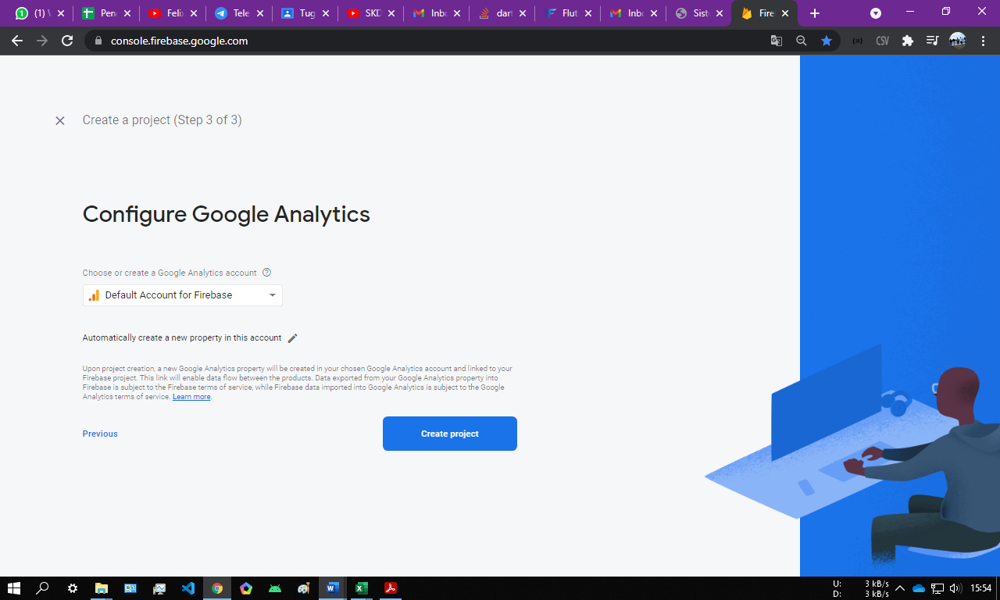 (1) W
Pen
Felix
Tele
Tug
SKD
Inbo
dart
Flut
Inbo
Sist
Fire
console.firebase.google.com
CSV
Create a project (Step 3 of 3)
Configure Google Analytics
Choose or create a Google Analytics account
Default Account for Firebase
Automatically create a new property in this account
Upon project creation, a new Google Analytics property will be created in your chosen Google Analytics account and linked to your
Firebase project. This link will enable data flow between the products. Data exported from your Google Analytics property into
Firebase is subject to the Firebase terms of service, while Firebase data imported into Google Analytics is subject to the Google
Analytics terms of service. Learn more.
Previous
Create project
U: 3 kB/s
D: 3 kB/s
15:54